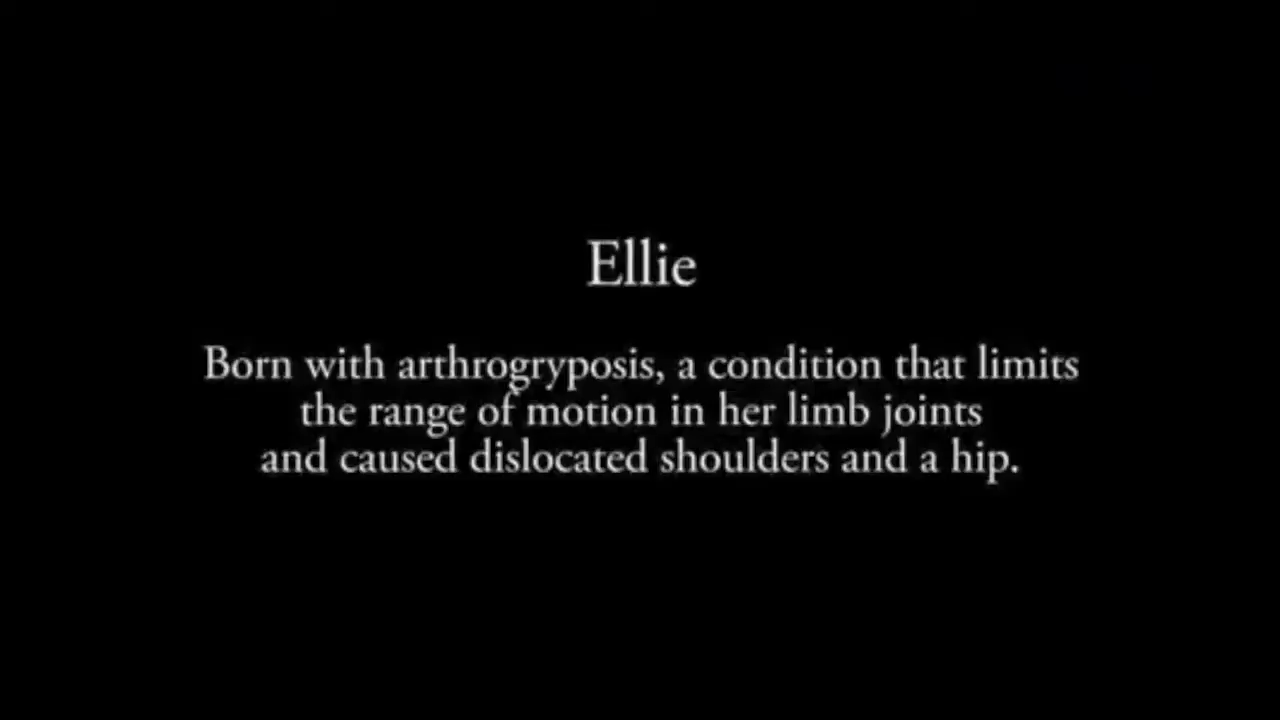 Ellie
Born with arthrogryposis, a condition that limits
the range of motion in her limb joints
and caused dislocated shoulders and a hip.